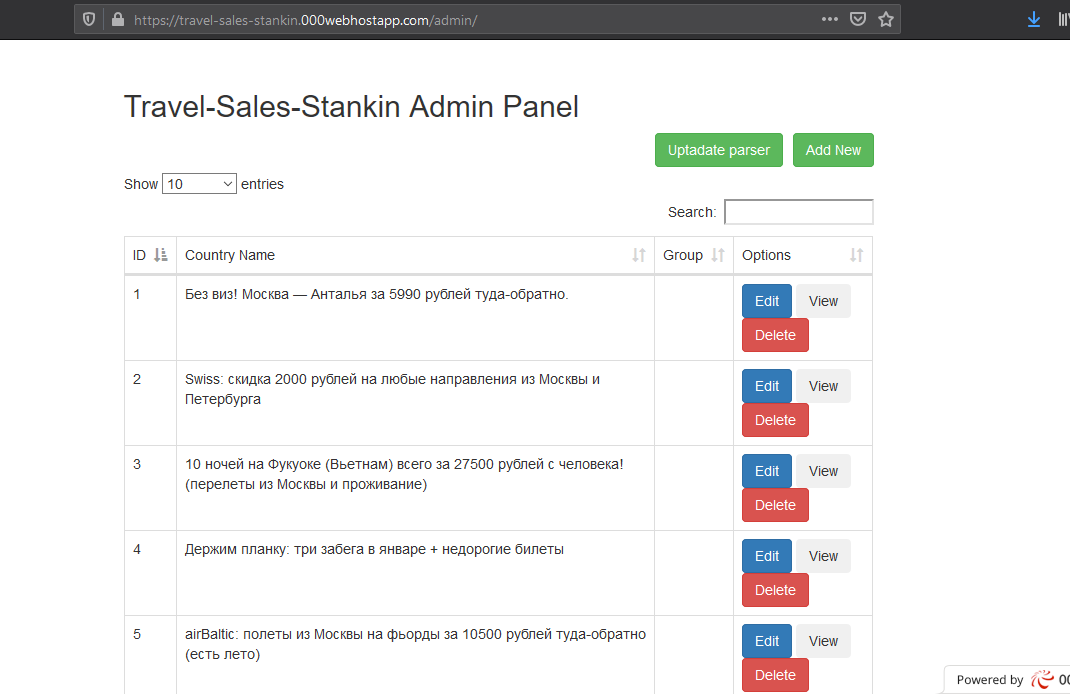 https://travel-sales-stankin.000webhostapp.com/admin/
Travel-Sales-Stankin Admin Panel
Uptadate parser Add New
Show 10 entries
Search:
ID Country Name Group Options
1 Без виз! Москва — Анталья за 5990 рублей туда-обратно. Edit View
Delete
2 Swiss: скидка 2000 рублей на любые направления из Москвы и Edit View
Петербурга
Delete
3 10 ночей на Фукуоке (Вьетнам) всего за 27500 рублей с человека! Edit View
(перелеты из Москвы и проживание)
Delete
4 Держим планку: три забега в январе + недорогие билеты Edit View
Delete
5 airBaltic: полеты из Москвы на фьорды за 10500 рублей туда-обратно Edit View
(есть лето)
Delete
Powered by